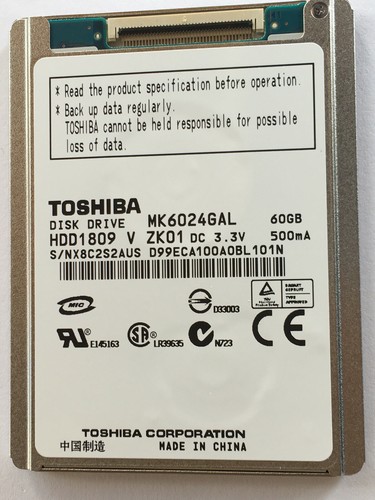 * Read the product specification before operation.
* Back up data regularly.
TOSHIBA cannot be held responsible for possible
loss of data.
TOSHIBA
DISK DRIVE MK6024GAL 60GB
HDD1809 V ZK01 DC 3.3V 500mA
S/NX8C2S2AUS D99ECA100A0BL101N
MIC
D33003
TYPE
APPROVED
E145163
LR39635
N723
CE
TOSHIBA CORPORATION
中国制造 MADE IN CHINA